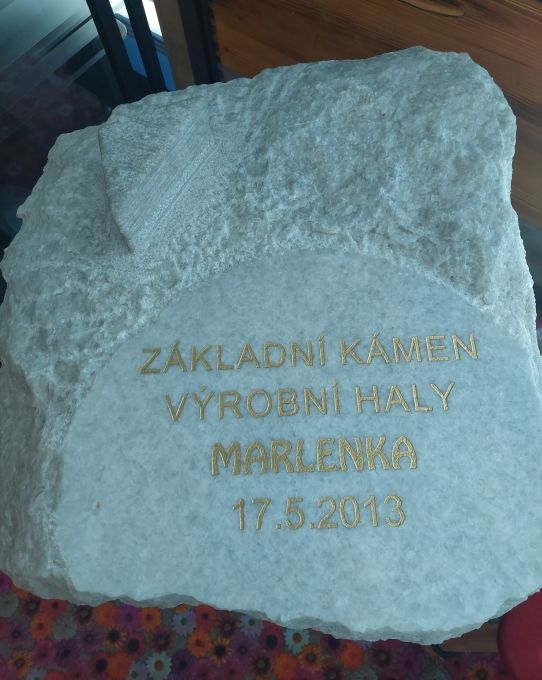 ZÁKLADNÍ KÁMEN
VÝROBNÍ HALY
MARLENKA
17.5.2013